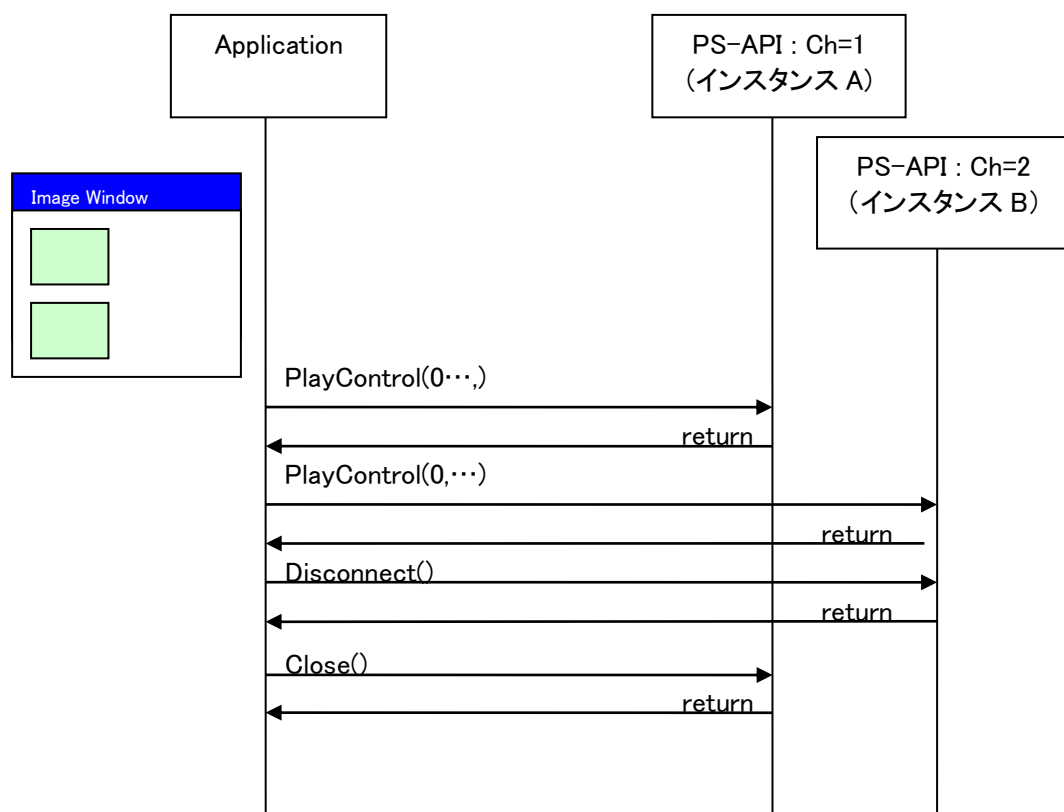 Application
PS-API : Ch=1
(インスタンス A)
PS-API : Ch=2
(インスタンス B)
Image Window
PlayControl(0⋯,)
return
PlayControl(0,⋯)
return
Disconnect()
return
Close()
return